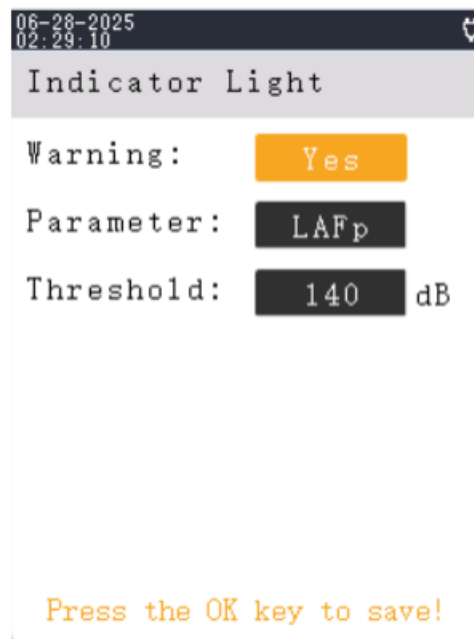 06-28-2025
02:29:10
Indicator Light
Warning: Yes
Parameter: LAFp
Threshold: 140 dB
Press the OK key to save!